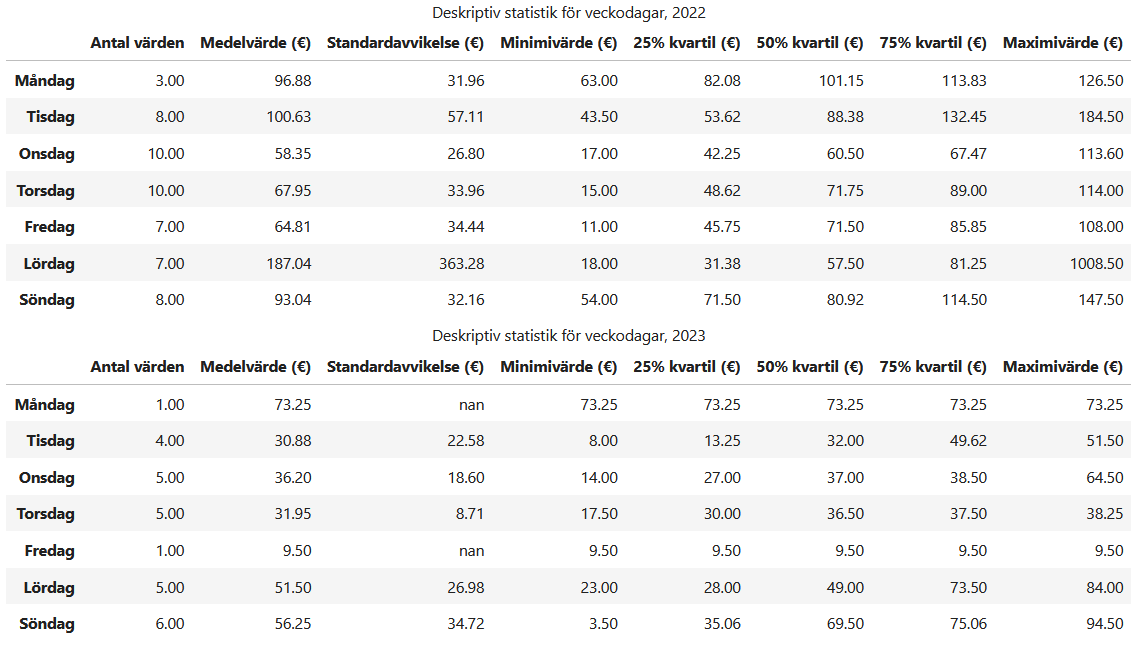 Deskriptiv statistik för veckodagar, 2022
Antal värden Medelvärde (€) Standardavvikelse (€) Minimivärde (€) 25% kvartil (€) 50% kvartil (€) 75% kvartil (€) Maximivärde (€)
Måndag 3.00 96.88 31.96 63.00 82.08 101.15 113.83 126.50
Tisdag 8.00 100.63 57.11 43.50 53.62 88.38 132.45 184.50
Onsdag 10.00 58.35 26.80 17.00 42.25 60.50 67.47 113.60
Torsdag 10.00 67.95 33.96 15.00 48.62 71.75 89.00 114.00
Fredag 7.00 64.81 34.44 11.00 45.75 71.50 85.85 108.00
Lördag 7.00 187.04 363.28 18.00 31.38 57.50 81.25 1008.50
Söndag 8.00 93.04 32.16 54.00 71.50 80.92 114.50 147.50
Deskriptiv statistik för veckodagar, 2023
Antal värden Medelvärde (€) Standardavvikelse (€) Minimivärde (€) 25% kvartil (€) 50% kvartil (€) 75% kvartil (€) Maximivärde (€)
Måndag 1.00 73.25 nan 73.25 73.25 73.25 73.25 73.25
Tisdag 4.00 30.88 22.58 8.00 13.25 32.00 49.62 51.50
Onsdag 5.00 36.20 18.60 14.00 27.00 37.00 38.50 64.50
Torsdag 5.00 31.95 8.71 17.50 30.00 36.50 37.50 38.25
Fredag 1.00 9.50 nan 9.50 9.50 9.50 9.50 9.50
Lördag 5.00 51.50 26.98 23.00 28.00 49.00 73.50 84.00
Söndag 6.00 56.25 34.72 3.50 35.06 69.50 75.06 94.50